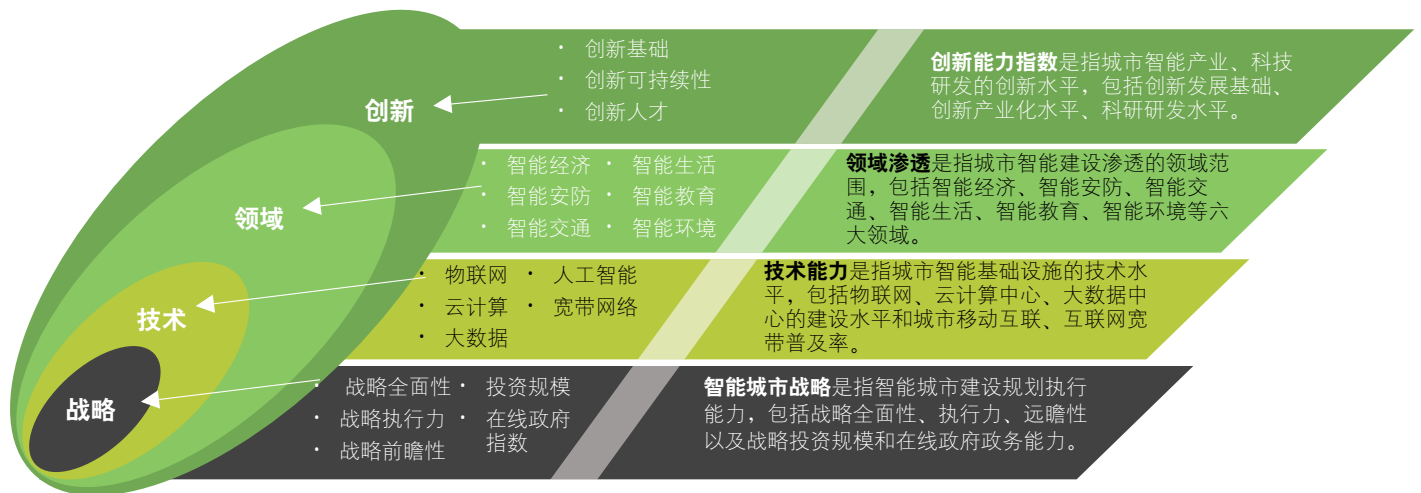 创新
· 创新基础
· 创新可持续性
· 创新人才
创新能力指数是指城市智能产业、科技
研发的创新水平，包括创新发展基础、
创新产业化水平、科研研发水平。
领域
· 智能经济 · 智能生活
· 智能安防 · 智能教育
· 智能交通 · 智能环境
领域渗透是指城市智能建设渗透的领域范
围，包括智能经济、智能安防、智能交
通、智能生活、智能教育、智能环境等六
大领域。
技术
· 物联网 · 人工智能
· 云计算 · 宽带网络
· 大数据
技术能力是指城市智能基础设施的技术水
平，包括物联网、云计算中心、大数据中
心的建设水平和城市移动互联、互联网宽
带普及率。
战略
· 战略全面性 · 投资规模
· 战略执行力 · 在线政府
指数
· 战略前瞻性
智能城市战略是指智能城市建设规划执行
能力，包括战略全面性、执行力、远瞻性
以及战略投资规模和在线政府政务能力。